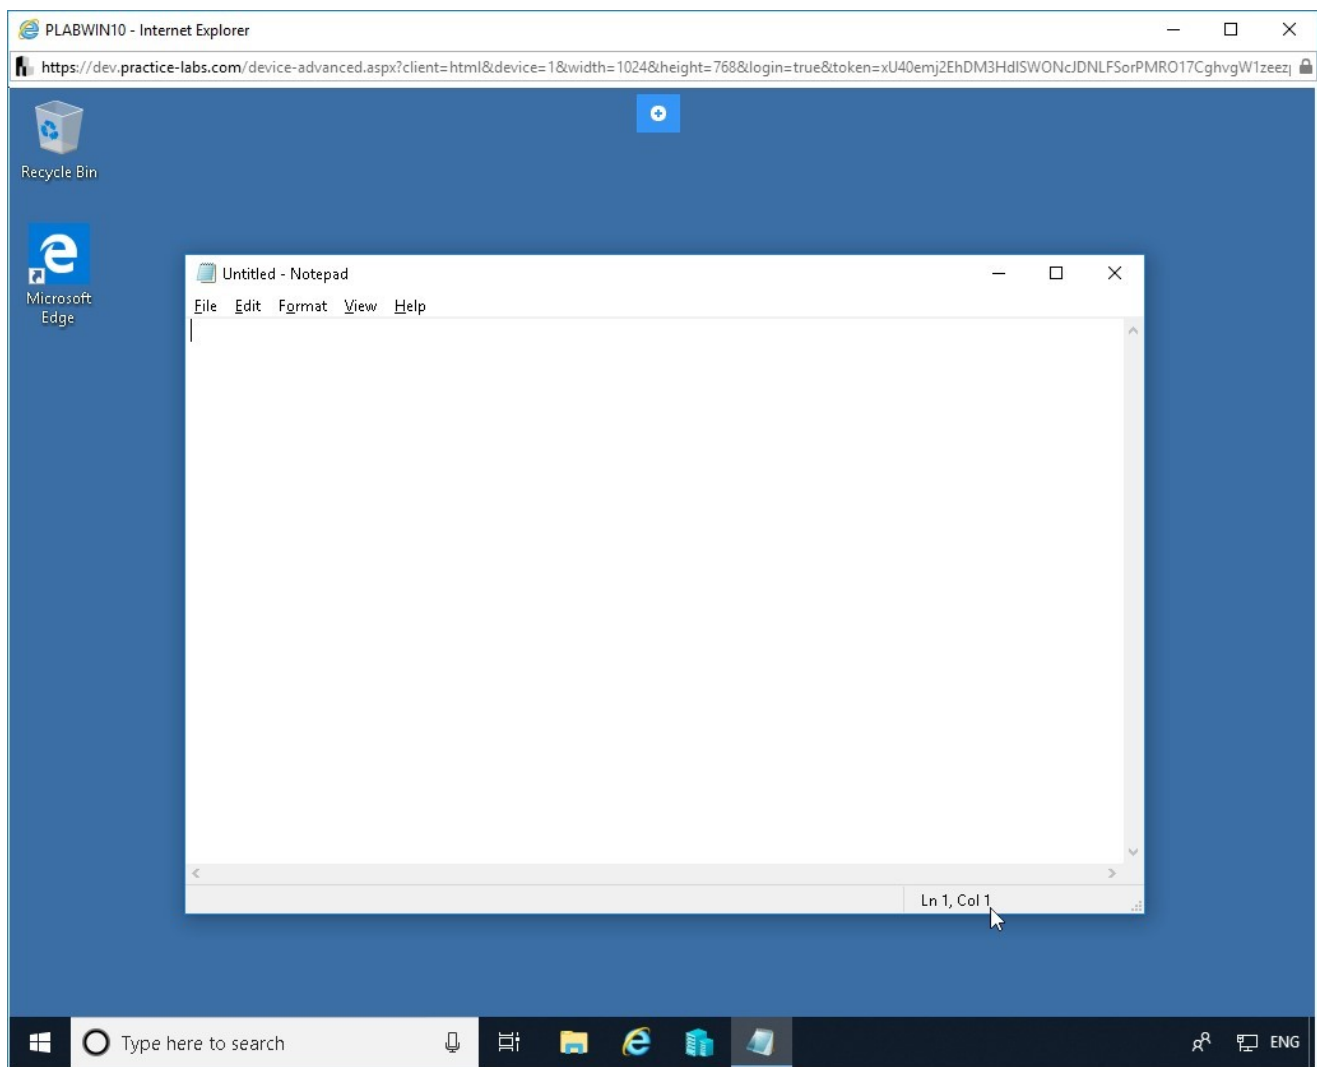 PLABWIN10 - Internet Explorer
https://dev.practice-labs.com/device-advanced.aspx?client=html&device=1&width=1024&height=768&login=true&token=xU40emj2EhDM3HdISWONcJDNLFSorPMRO17CghvgW1zeez
Recycle Bin
Microsoft
Edge
Untitled - Notepad
File Edit Format View Help
Ln 1, Col 1
Type here to search
ENG